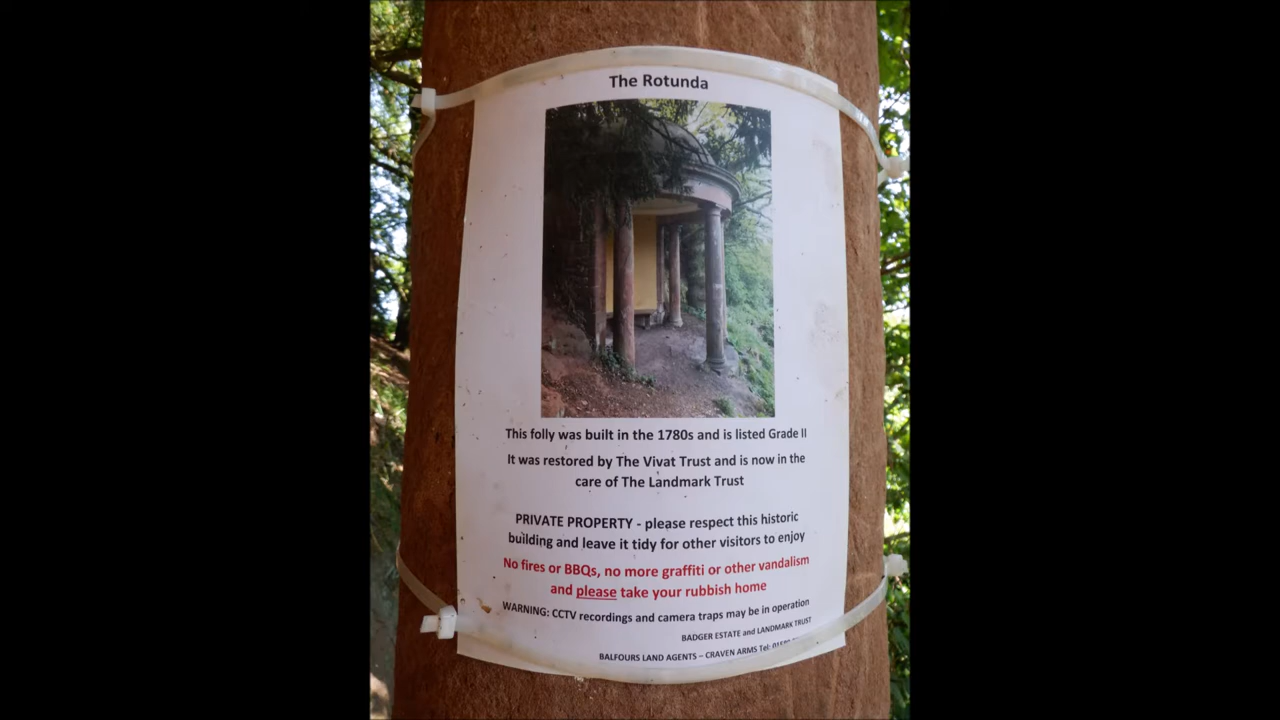 The Rotunda
This folly was built in the 1780s and is listed Grade II
It was restored by The Vivat Trust and is now in the
care of The Landmark Trust
PRIVATE PROPERTY - please respect this historic
building and leave it tidy for other visitors to enjoy
No fires or BBQs, no more graffiti or other vandalism
and please take your rubbish home
WARNING: CCTV recordings and camera traps may be in operation
BADGER ESTATE and LANDMARK TRUST
BALFOURS LAND AGENTS – CRAVEN ARMS Tel: